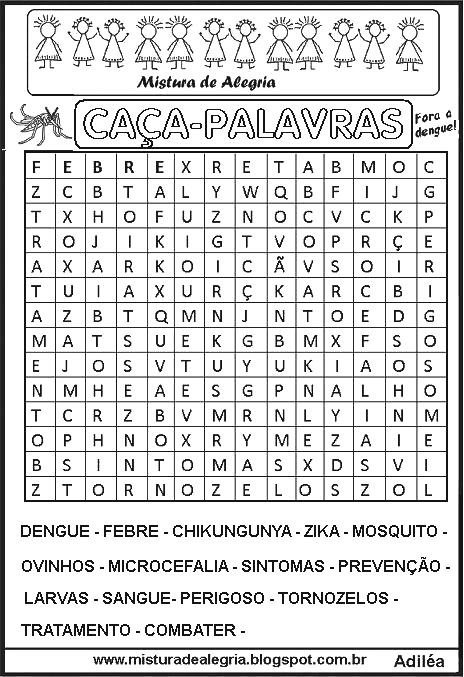 Mistura de Alegria
CAÇA-PALAVRAS
Fora a
dengue!
F E B R E X R E T A B M O C
Z C B T A L Y W Q B F I J G
T X H O F U Z N O C V C K P
R O J I K I G T V O P R Ç E
A X A R K O I C Ã V S O I R
T U I A X U R Ç K A R C B I
A Z B T Q M N J N T O E D G
M A T S U E K G B M X F S O
E J O S V T U Y U K I A O S
N M H E A E S G P N A L H O
T C R Z B V M R N L Y I N M
O P H N O X R Y M E Z A I E
B S I N T O M A S X D S V I
Z T O R N O Z E L O S Z O L
DENGUE - FEBRE - CHIKUNGUNYA - ZIKA - MOSQUITO -
OVINHOS - MICROCEFALIA - SINTOMAS - PREVENÇÃO -
LARVAS - SANGUE- PERIGOSO - TORNOZELOS -
TRATAMENTO - COMBATER -
www.misturadealegria.blogspot.com.br Adiléa